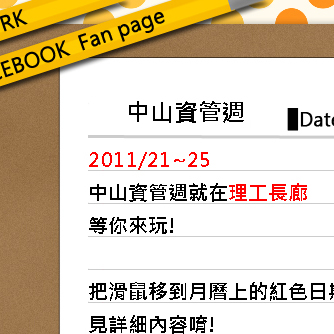 RK
CEBOOK Fan page
中山資管週
Date
2011/21~25
中山資管週就在理工長廊
等你來玩!
把滑鼠移到月曆上的紅色日期
見詳細內容唷!